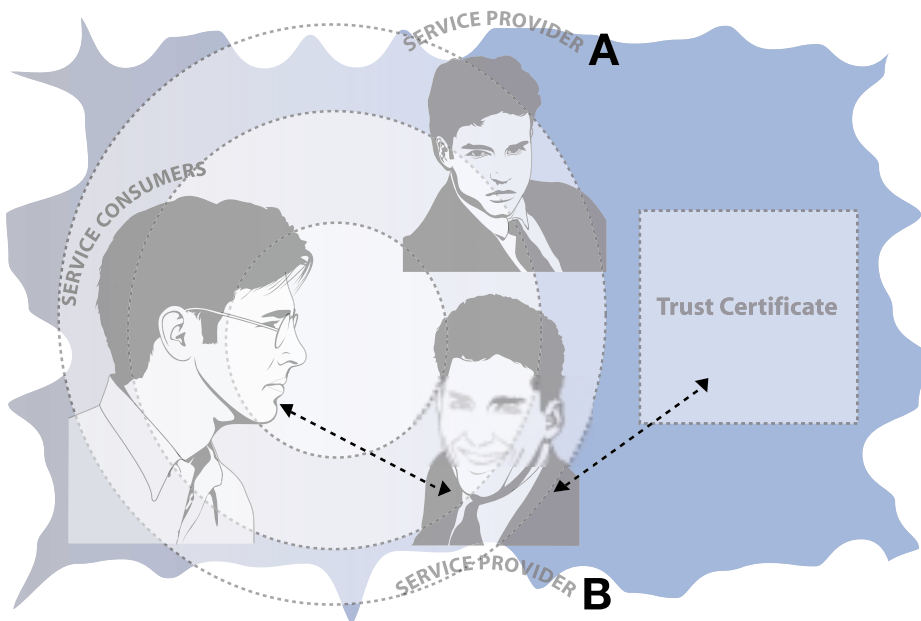 SERVICE PROVIDER
A
SERVICE CONSUMERS
Trust Certificate
SERVICE PROVIDER
B